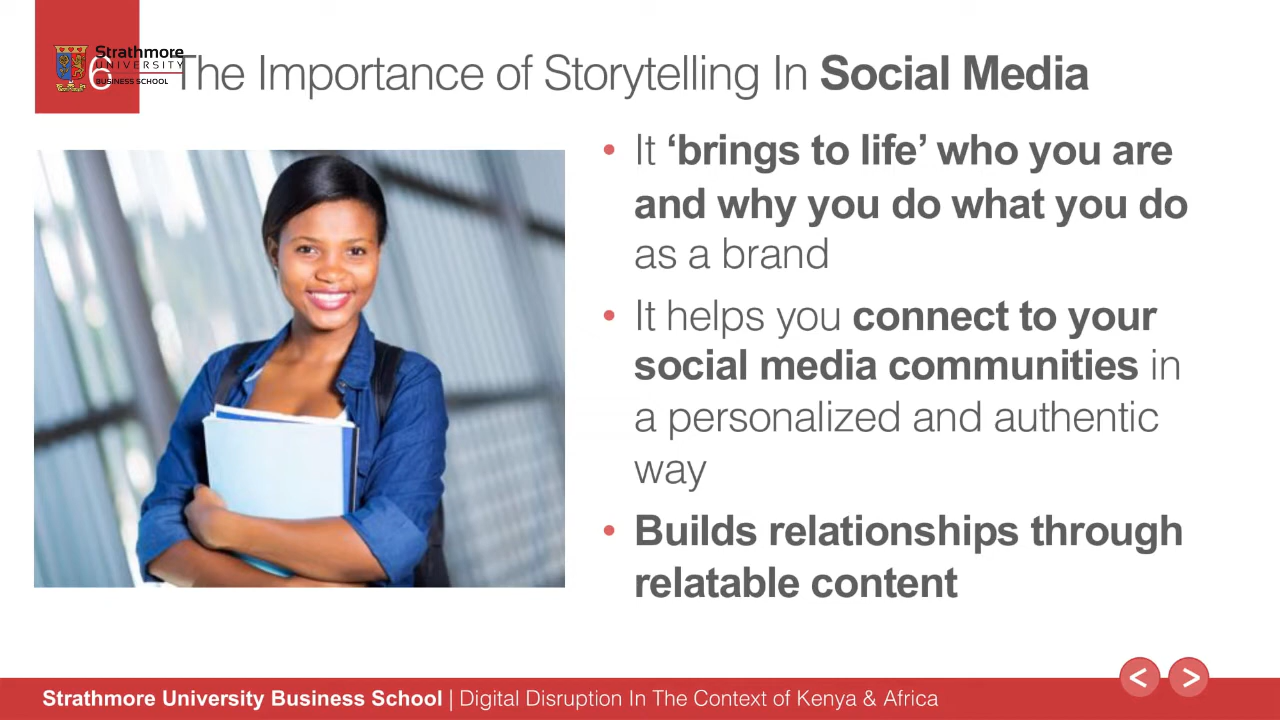 Strathmore
UNIVERSITY
BUSINESS SCHOOL
6
The Importance of Storytelling In Social Media
• It ‘brings to life’ who you are
and why you do what you do
as a brand
• It helps you connect to your
social media communities in
a personalized and authentic
way
• Builds relationships through
relatable content
< >
Strathmore University Business School | Digital Disruption In The Context of Kenya & Africa